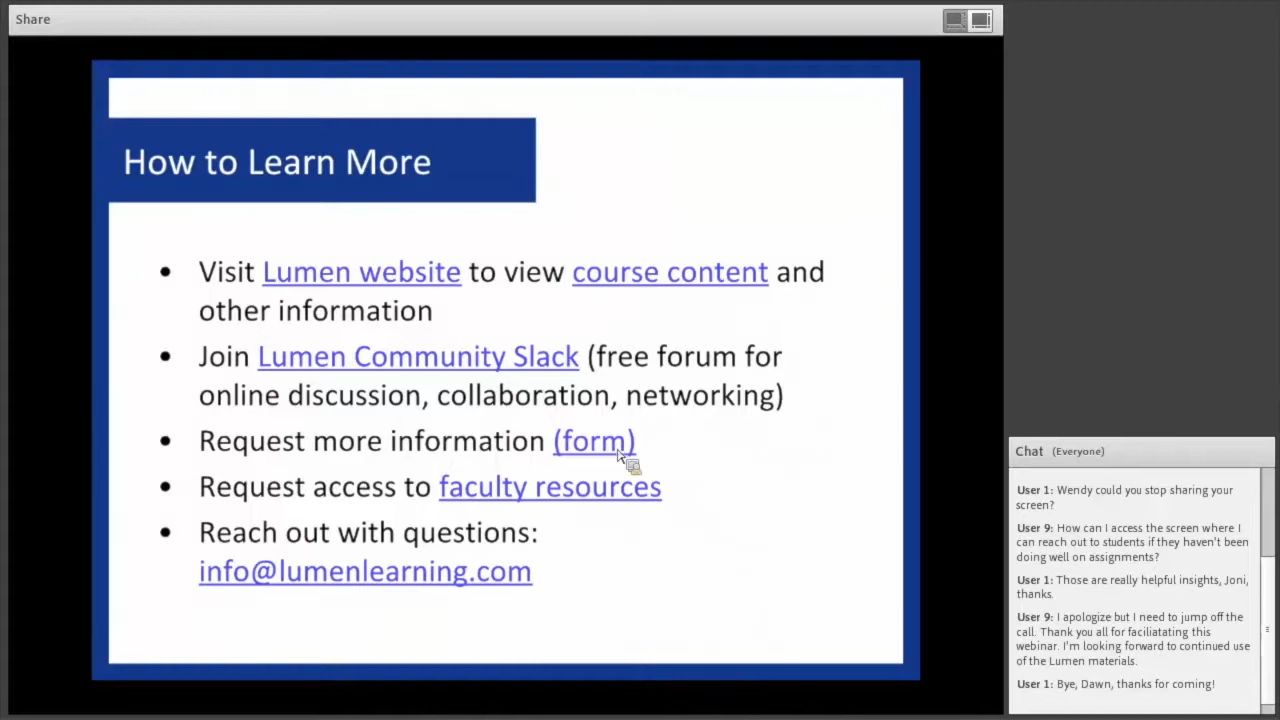 Share
How to Learn More
• Visit Lumen website to view course content and
other information
• Join Lumen Community Slack (free forum for
online discussion, collaboration, networking)
• Request more information (form)
• Request access to faculty resources
• Reach out with questions:
info@lumenlearning.com
Chat (Everyone)
User 1: Wendy could you stop sharing your
screen?
User 9: How can I access the screen where I
can reach out to students if they haven't been
doing well on assignments?
User 1: Those are really helpful insights, Joni,
thanks.
User 9: I apologize but I need to jump off the
call. Thank you all for faciliatating this
webinar. I'm looking forward to continued use
of the Lumen materials.
User 1: Bye, Dawn, thanks for coming!